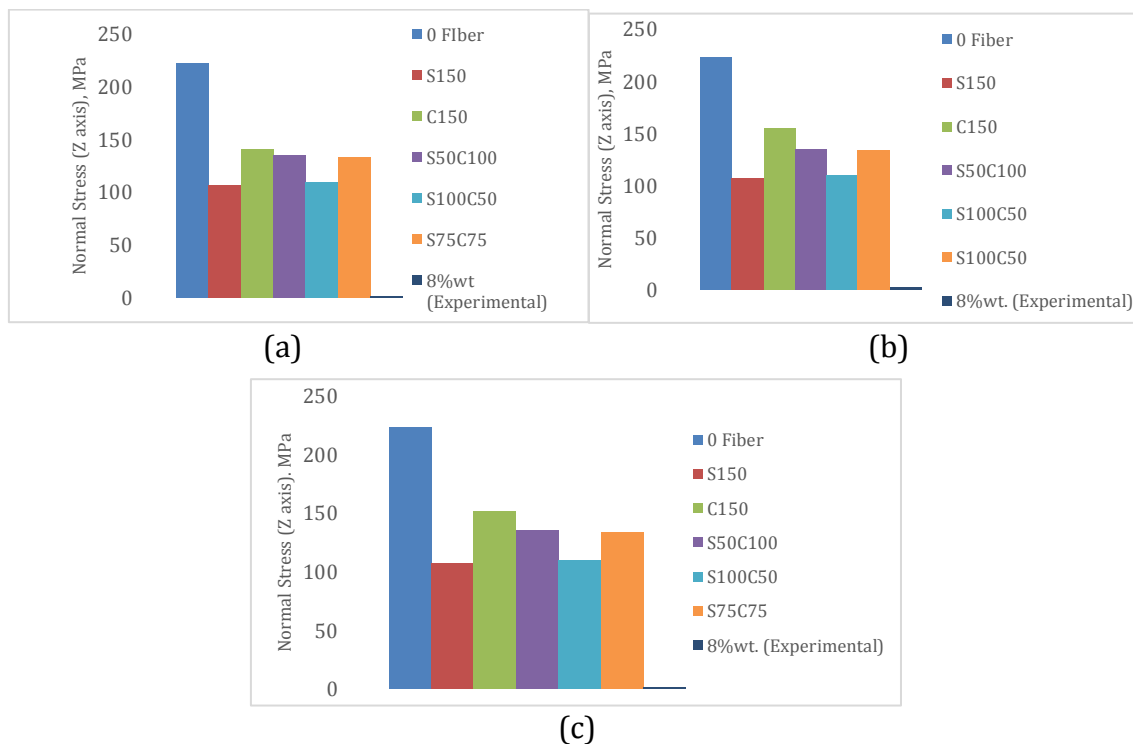 Normal Stress (Z axis), MPa
250
200
150
100
50
0
0 FIber
S150
C150
S50C100
S100C50
S75C75
8%wt
(Experimental)
(a)
Normal Stress (Z axis), MPa
250
200
150
100
50
0
0 Fiber
S150
C150
S50C100
S100C50
S100C50
8%wt. (Experimental)
(b)
Normal Stress (Z axis). MPa
250
200
150
100
50
0
0 Fiber
S150
C150
S50C100
S100C50
S75C75
8%wt. (Experimental)
(c)